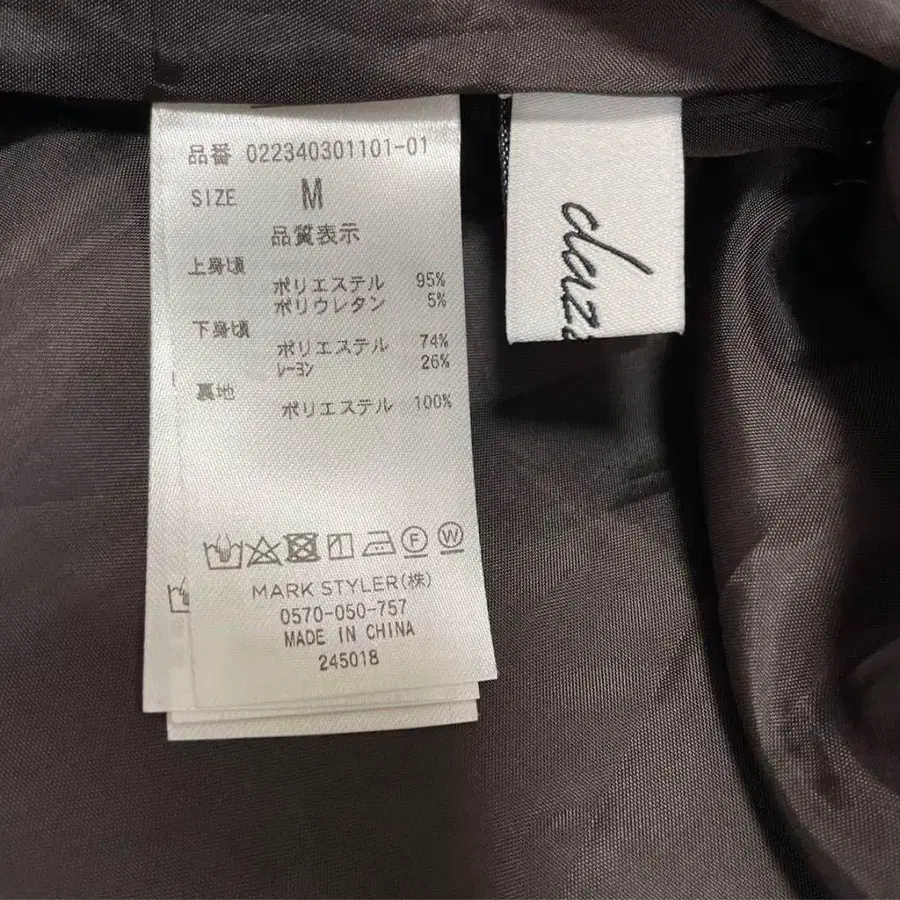 品番 022340301101-01
SIZE M
品質表示
上身頃
ポリエステル 95%
ポリウレタン 5%
下身頃
ポリエステル 74%
レーヨン 26%
裏地
ポリエステル 100%
F W
MARK STYLER(株)
0570-050-757
MADE IN CHINA
245018